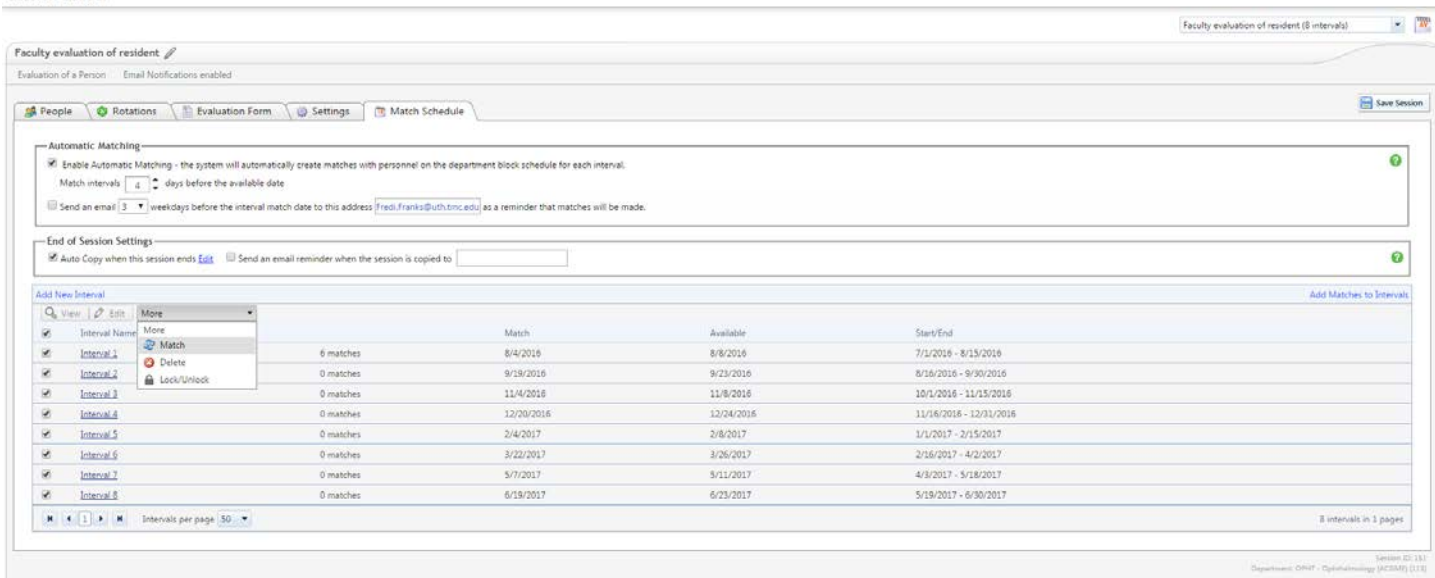 Faculty evaluation of resident (8 intervals)
Faculty evaluation of resident
Evaluation of a Person Email Notifications enabled
People Rotations Evaluation Form Settings Match Schedule Save Session
Automatic Matching
Enable Automatic Matching - the system will automatically create matches with personnel on the department block schedule for each interval.
Match intervals 4 days before the available date
Send an email 3 weekdays before the interval match date to this address Fredi.Franks@uth.tmc.edu as a reminder that matches will be made.
End of Session Settings
Auto Copy when this session ends Edit Send an email reminder when the session is copied to
Add New Interval Add Matches to Intervals
View Edit More
Interval Name More Match Available Start/End
Match
Interval 1 6 matches 8/4/2016 8/8/2016 7/1/2016 - 8/15/2016
Delete
Interval 2 0 matches 9/19/2016 9/23/2016 8/16/2016 - 9/30/2016
Lock/Unlock
Interval 3 0 matches 11/4/2016 11/8/2016 10/1/2016 - 11/15/2016
Interval 4 0 matches 12/20/2016 12/24/2016 11/16/2016 - 12/31/2016
Interval 5 0 matches 2/4/2017 2/8/2017 1/1/2017 - 2/15/2017
Interval 6 0 matches 3/22/2017 3/26/2017 2/16/2017 - 4/2/2017
Interval 7 0 matches 5/7/2017 5/11/2017 4/3/2017 - 5/18/2017
Interval 8 0 matches 6/19/2017 6/23/2017 5/19/2017 - 6/30/2017
1 Intervals per page 50 8 intervals in 1 pages
Session ID:
Department: OPHT - Ophthalmology (ACGME)